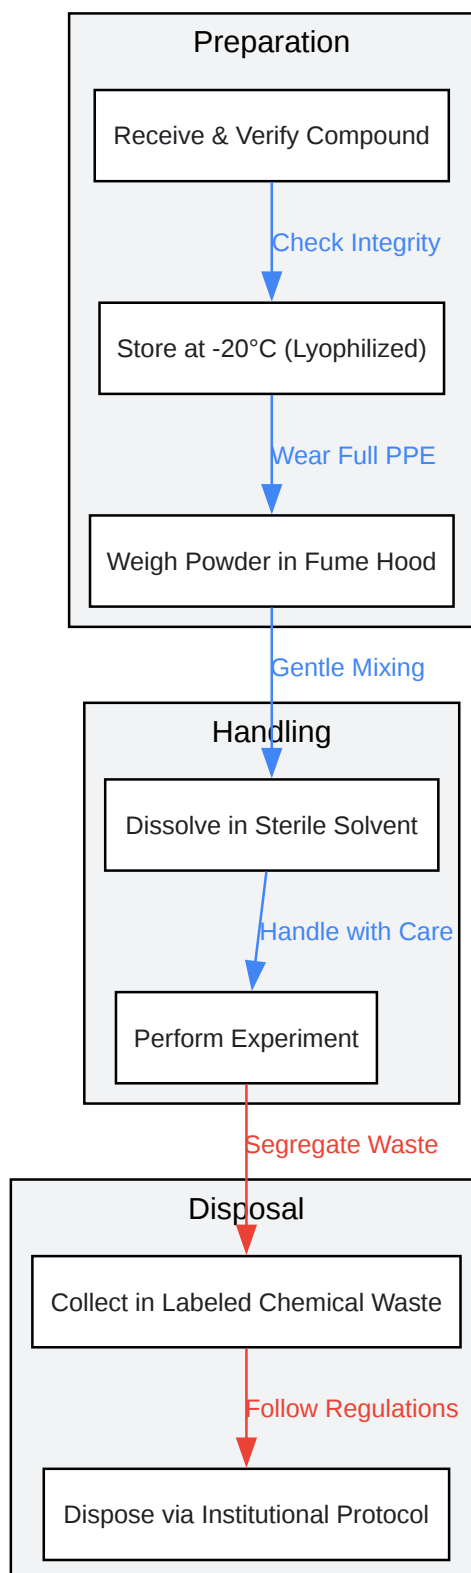 Preparation
Receive & Verify Compound
Check Integrity
Store at -20°C (Lyophilized)
Wear Full PPE
Weigh Powder in Fume Hood
Gentle Mixing
Handling
Dissolve in Sterile Solvent
Handle with Care
Perform Experiment
Segregate Waste
Disposal
Collect in Labeled Chemical Waste
Follow Regulations
Dispose via Institutional Protocol